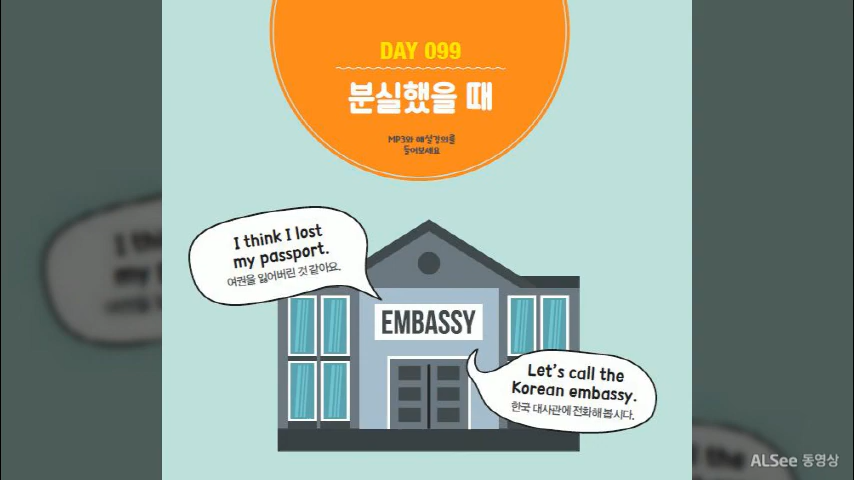 DAY 099
분실했을 때
MP3와 해설강의를
들어보세요
I think I lost
my passport.
여권을 잃어버린 것 같아요.
EMBASSY
Let's call the
Korean embassy.
한국 대사관에 전화해 봅시다.
ALSee 동영상